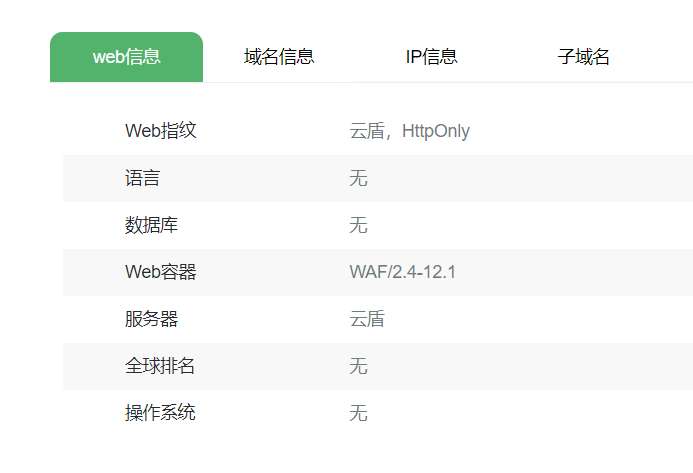 web信息 域名信息 IP信息 子域名
Web指纹 云盾，HttpOnly
语言 无
数据库 无
Web容器 WAF/2.4-12.1
服务器 云盾
全球排名 无
操作系统 无